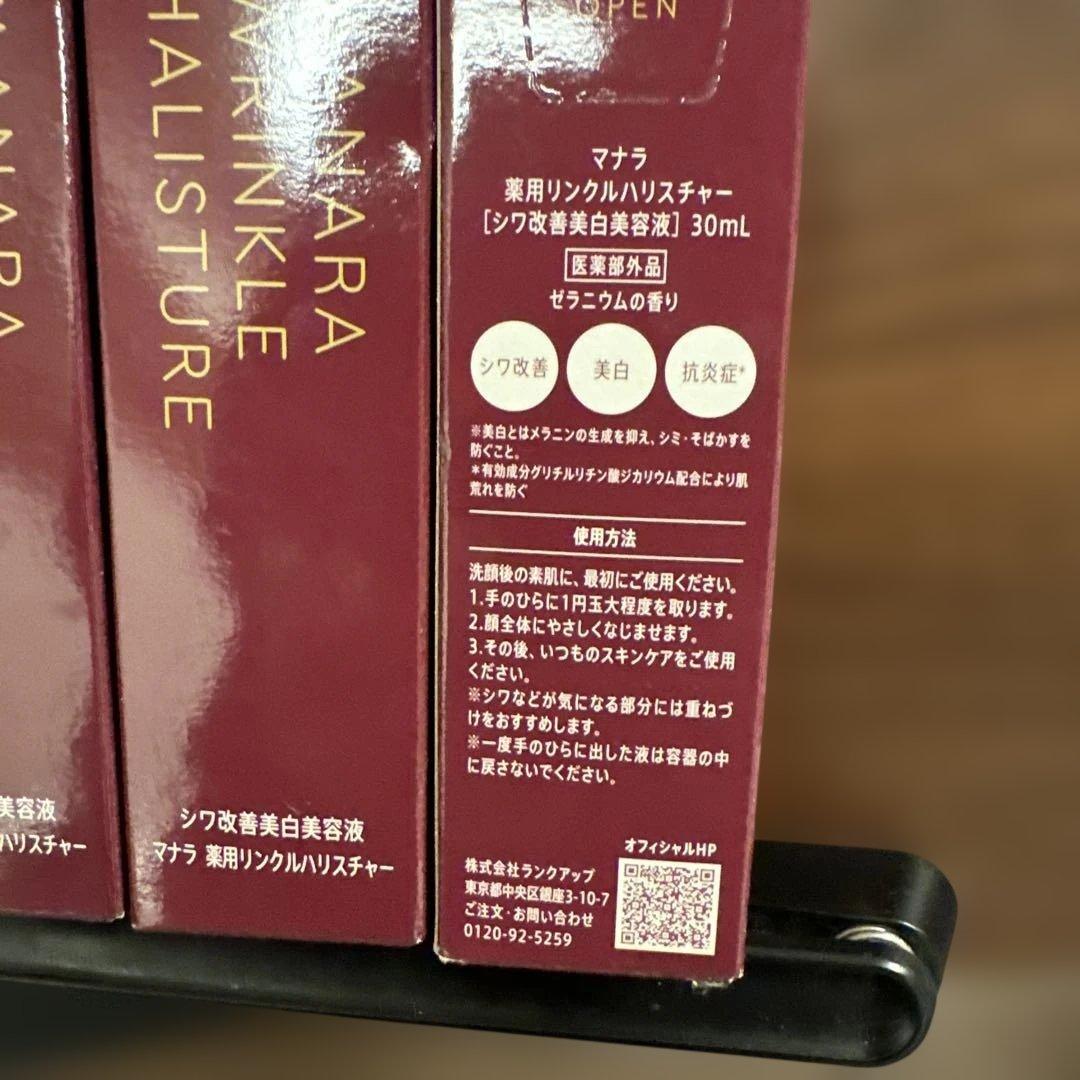 MANARA
美容液
ハリスチャー
MANARA
WRINKLE
HALISTURE
シワ改善美白美容液
マナラ 薬用リンクルハリスチャー
OPEN
マナラ
薬用リンクルハリスチャー
[シワ改善美白美容液] 30mL
医薬部外品
ゼラニウムの香り
シワ改善
美白
抗炎症*
※美白とはメラニンの生成を抑え、シミ・そばかすを
防ぐこと。
*有効成分グリチルリチン酸ジカリウム配合により肌
荒れを防ぐ
使用方法
洗顔後の素肌に、最初にご使用ください。
1.手のひらに1円玉大程度を取ります。
2.顔全体にやさしくなじませます。
3.その後、いつものスキンケアをご使用
ください。
※シワなどが気になる部分には重ねづ
けをおすすめします。
※一度手のひらに出した液は容器の中
に戻さないでください。
オフィシャルHP
株式会社ランクアップ
東京都中央区銀座3-10-7
ご注文・お問い合わせ
0120-92-5259